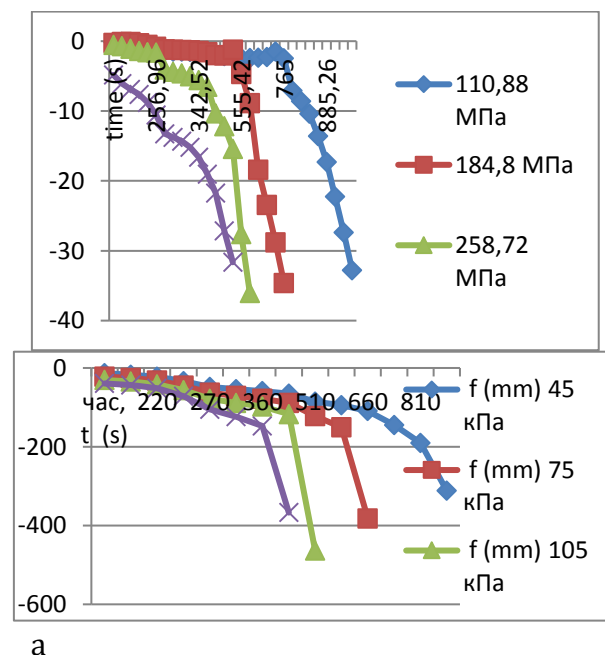 а
0
-10
-20
-30
-40
time (s)
256,96
342,52
555,42
765
885,26
110,88
МПа
184,8 МПа
258,72
МПа
0
-200
-400
-600
час,
t (s)
220
270
360
510
660
810
f (mm) 45
кПа
f (mm) 75
кПа
f (mm) 105
кПа
а